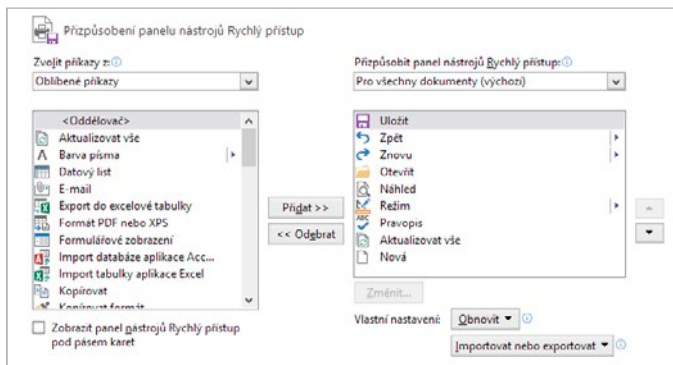 Přizpůsobení panelu nástrojů Rychlý přístup
Zvolit příkazy z:
Oblíbené příkazy
<Oddělovač>
Aktualizovat vše
Barva písma
Datový list
E-mail
Export do excelové tabulky
Formát PDF nebo XPS
Formulářové zobrazení
Import databáze aplikace Acc...
Import tabulky aplikace Excel
Kopírovat
Kopírovat formát
Zobrazit panel nástrojů Rychlý přístup
pod pásem karet
Přidat >>
<< Odebrat
Přizpůsobit panel nástrojů Rychlý přístup:
Pro všechny dokumenty (výchozí)
Uložit
Zpět
Znovu
Otevřít
Náhled
Režim
ABC Pravopis
Aktualizovat vše
Nová
Změnit...
Vlastní nastavení: Obnovit
Importovat nebo exportovat